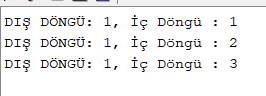 DIŞ DÖNGÜ: 1, İç Döngü : 1
DIŞ DÖNGÜ: 1, İç Döngü : 2
DIŞ DÖNGÜ: 1, İç Döngü : 3